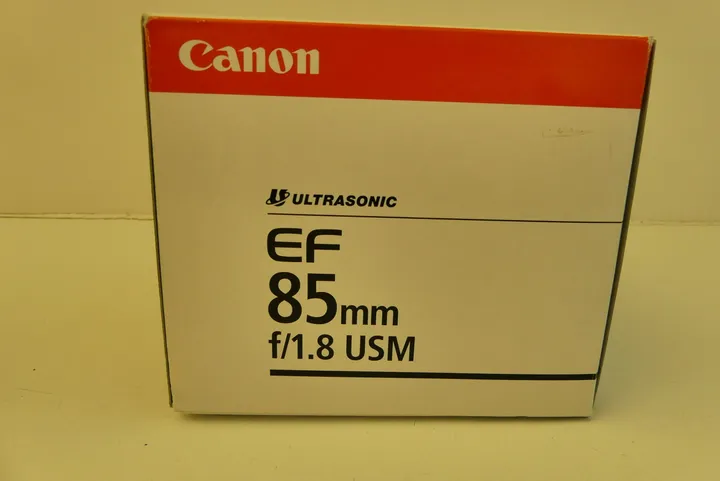 Canon
ULTRASONIC
EF
85mm
f/1.8 USM